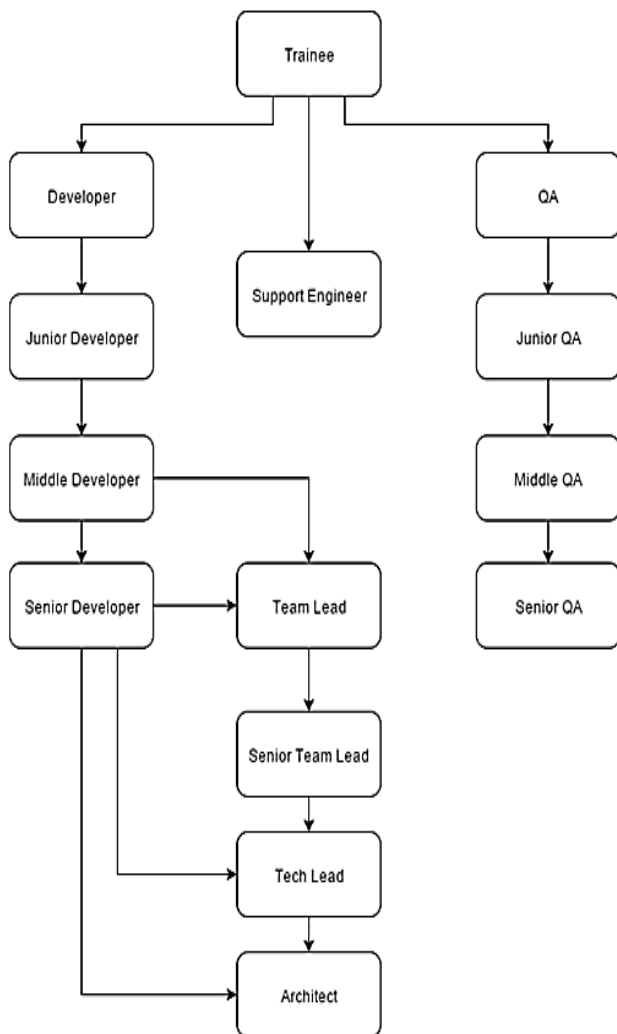 Trainee
Developer
QA
Support Engineer
Junior Developer
Junior QA
Middle Developer
Middle QA
Senior Developer
Team Lead
Senior QA
Senior Team Lead
Tech Lead
Architect